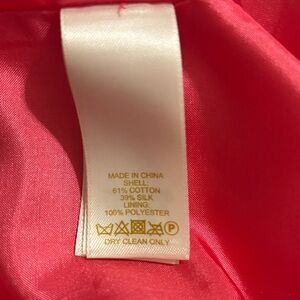 MADE IN CHINA
SHELL:
61% COTTON
39% SILK
LINING:
100% POLYESTER
P
DRY CLEAN ONLY